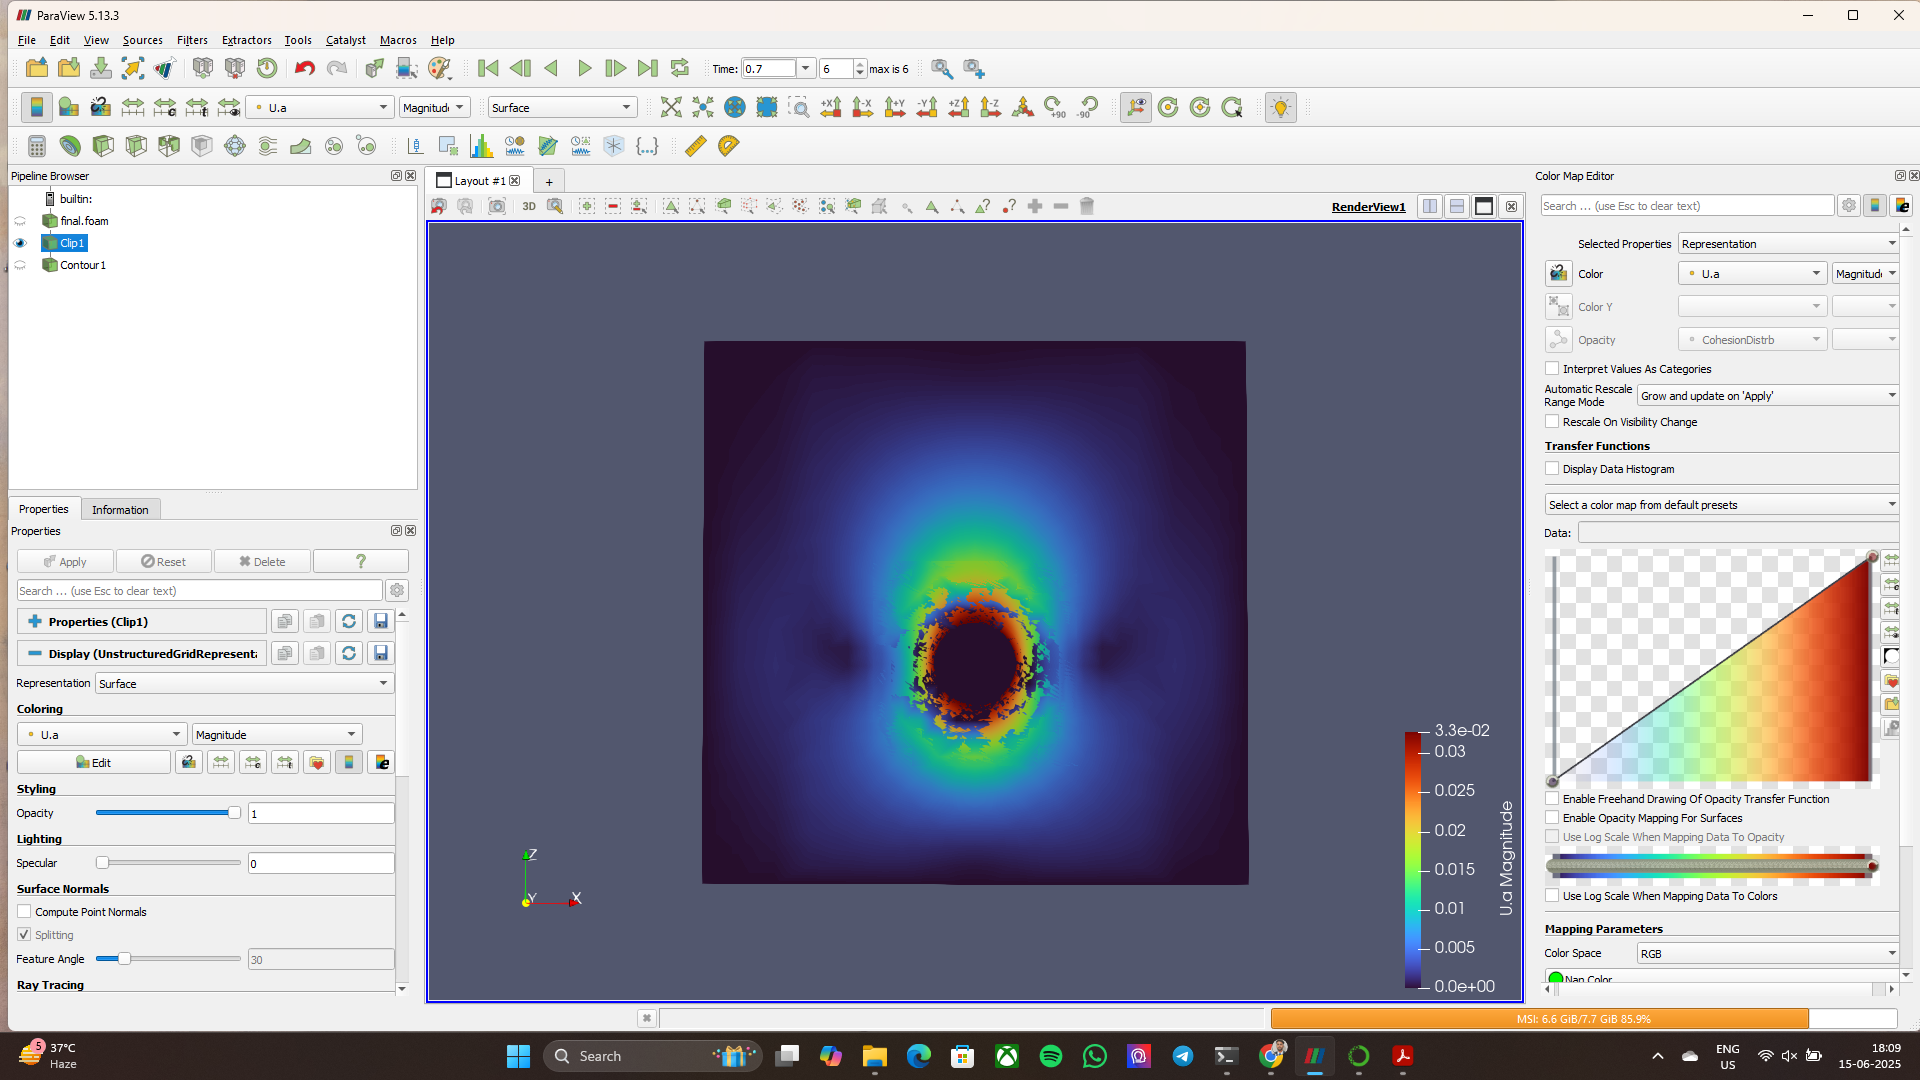 ParaView 5.13.3
File Edit View Sources Filters Extractors Tools Catalyst Macros Help
Time: 0.7 6 max is 6
U.a Magnitud Surface
+X -X +Y -Y +Z -Z +90 -90
Pipeline Browser
builtin:
final.foam
Clip1
Contour1
Properties Information
Properties
Apply Reset Delete ?
Search ... (use Esc to clear text)
Properties (Clip1)
Display (UnstructuredGridRepresenta
Representation Surface
Coloring
U.a Magnitude
Edit
Styling
Opacity 1
Lighting
Specular 0
Surface Normals
Compute Point Normals
Splitting
Feature Angle 30
Ray Tracing
Layout #1 +
3D RenderView1
Z
Y X
3.3e-02
0.03
0.025
0.02
0.015
0.01
0.005
0.0e+00
U.a Magnitude
Color Map Editor
Search ... (use Esc to clear text)
Selected Properties Representation
Color U.a Magnitude
Color Y
Opacity CohesionDistrb
Interpret Values As Categories
Automatic Rescale
Range Mode Grow and update on 'Apply'
Rescale On Visibility Change
Transfer Functions
Display Data Histogram
Select a color map from default presets
Data:
Enable Freehand Drawing Of Opacity Transfer Function
Enable Opacity Mapping For Surfaces
Use Log Scale When Mapping Data To Opacity
Use Log Scale When Mapping Data To Colors
Mapping Parameters
Color Space RGB
Nan Color
MSI: 6.6 GiB/7.7 GiB 85.9%
5
37°C
Haze
Search
ENG
US
18:09
15-06-2025